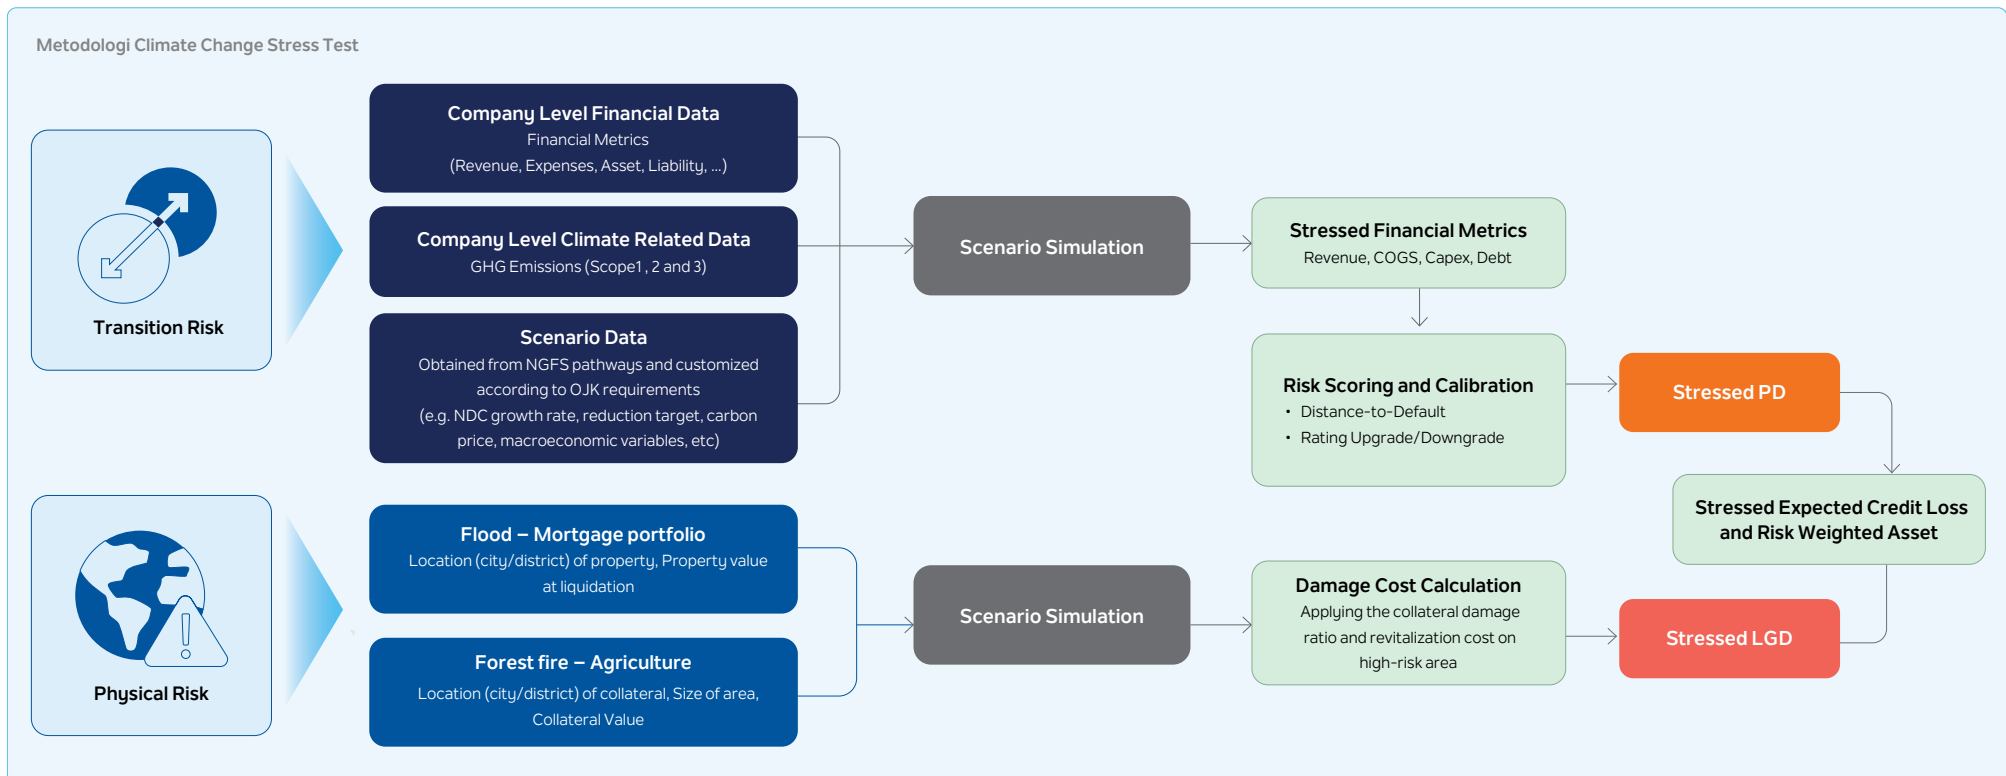 Metodologi Climate Change Stress Test
Transition Risk
Company Level Financial Data
Financial Metrics
(Revenue, Expenses, Asset, Liability, ...)
Company Level Climate Related Data
GHG Emissions (Scope1 , 2 and 3)
Scenario Data
Obtained from NGFS pathways and customized
according to OJK requirements
(e.g. NDC growth rate, reduction target, carbon
price, macroeconomic variables, etc)
Scenario Simulation
Stressed Financial Metrics
Revenue, COGS, Capex, Debt
Risk Scoring and Calibration
• Distance-to-Default
• Rating Upgrade/Downgrade
Stressed PD
Stressed Expected Credit Loss
and Risk Weighted Asset
Physical Risk
Flood – Mortgage portfolio
Location (city/district) of property, Property value
at liquidation
Forest fire – Agriculture
Location (city/district) of collateral, Size of area,
Collateral Value
Scenario Simulation
Damage Cost Calculation
Applying the collateral damage
ratio and revitalization cost on
high-risk area
Stressed LGD